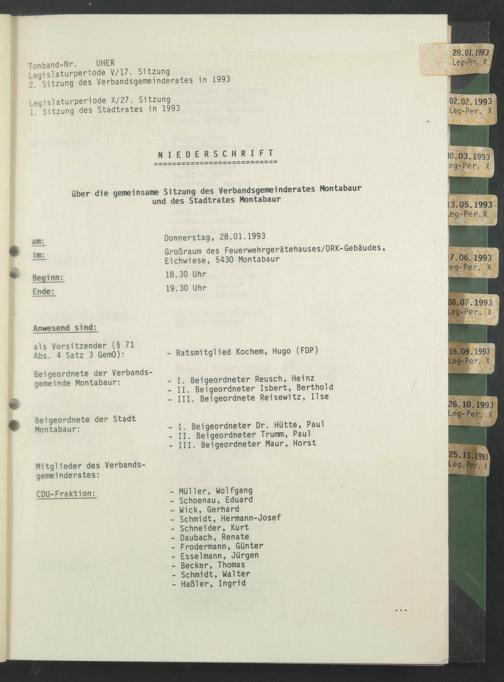 Tonband-Nr. UHER
Legislaturperiode V/17. Sitzung
2. Sitzung des Verbandsgemeinderates in 1993
Legislaturperiode X/27. Sitzung
1. Sitzung des Stadtrates in 1993
N I E D E R S C H R I F T
über die gemeinsame Sitzung des Verbandsgemeinderates Montabaur
und des Stadtrates Montabaur
am: Donnerstag, 28.01.1993
im: Großraum des Feuerwehrgerätehauses/DRK-Gebäudes,
Eichwiese, 5430 Montabaur
Beginn: 18.30 Uhr
Ende: 19.30 Uhr
Anwesend sind:
als Vorsitzender (§ 71
Abs. 4 Satz 3 GemO): - Ratsmitglied Kochem, Hugo (FDP)
Beigeordnete der Verbands-
gemeinde Montabaur: - I. Beigeordneter Reusch, Heinz
- II. Beigeordneter Isbert, Berthold
- III. Beigeordnete Reisewitz, Ilse
Beigeordnete der Stadt
Montabaur: - I. Beigeordneter Dr. Hütte, Paul
- II. Beigeordneter Trumm, Paul
- III. Beigeordneter Maur, Horst
Mitglieder des Verbands-
gemeinderates:
CDU-Fraktion: - Müller, Wolfgang
- Schoenau, Eduard
- Wick, Gerhard
- Schmidt, Hermann-Josef
- Schneider, Kurt
- Daubach, Renate
- Frodermann, Günter
- Esselmann, Jürgen
- Becker, Thomas
- Schmidt, Walter
- Haßler, Ingrid
...
28.01.1993
Leg-Per. X
02.02.1993
Leg-Per. X
0.03.1993
eg-Per. X
3.05.1993
eg-Per. X
7.06.1993
eg-Per. X
08.07.1993
Leg-Per. X
16.09.1993
Leg-Per. X
26.10.1993
Leg-Per. X
25.11.1993
Leg.Per.